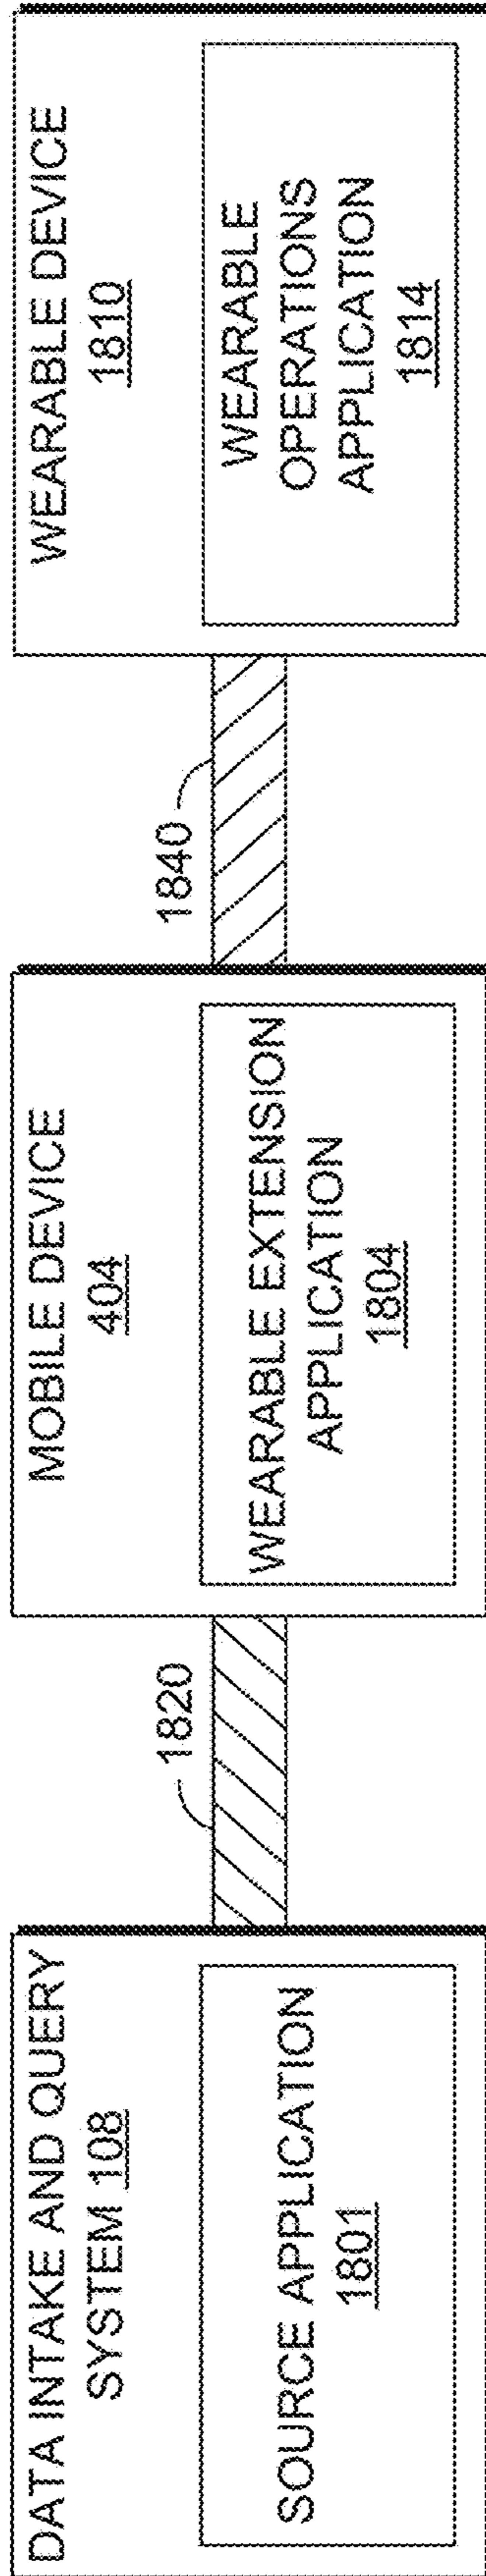 DATA INTAKE AND QUERY
SYSTEM 108
SOURCE APPLICATION
1801
1820
MOBILE DEVICE
404
WEARABLE EXTENSION
APPLICATION
1804
1840
WEARABLE DEVICE
1810
WEARABLE
OPERATIONS
APPLICATION
1814